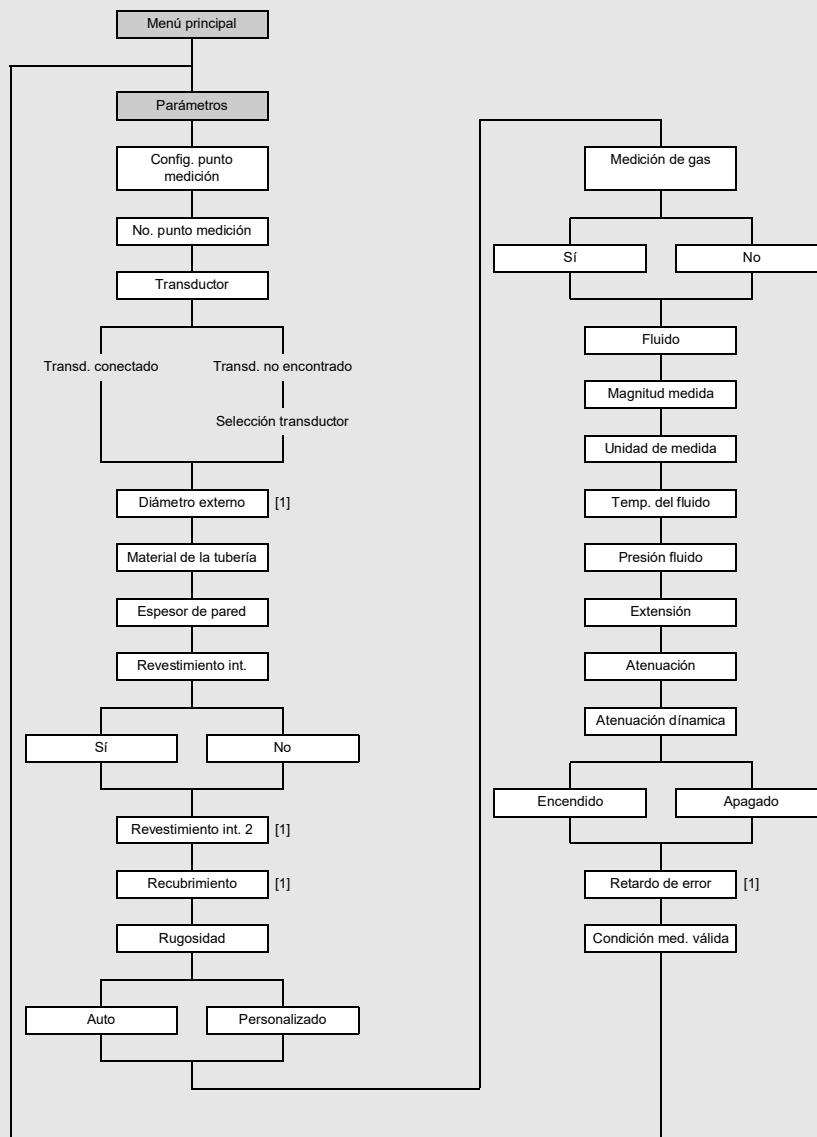 Menú principal
Parámetros
Config. punto
medición
No. punto medición
Transductor
Transd. conectado
Transd. no encontrado
Selección transductor
Diámetro externo
[1]
Material de la tubería
Espesor de pared
Revestimiento int.
Sí
No
Revestimiento int. 2
[1]
Recubrimiento
[1]
Rugosidad
Auto
Personalizado
Medición de gas
Sí
No
Fluido
Magnitud medida
Unidad de medida
Temp. del fluido
Presión fluido
Extensión
Atenuación
Atenuación dínamica
Encendido
Apagado
Retardo de error
[1]
Condición med. válida